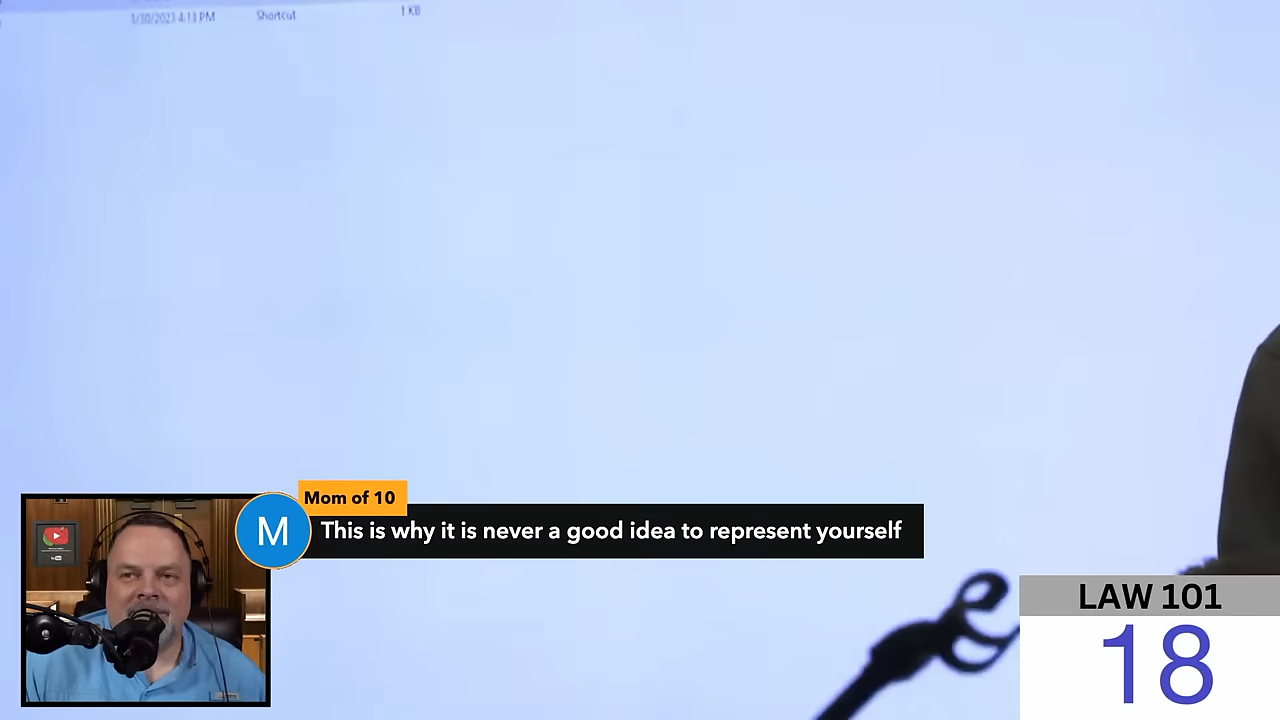 3/30/2023 4:13 PM Shortcut 1 KB
Mom of 10
M
This is why it is never a good idea to represent yourself
LAW 101
18